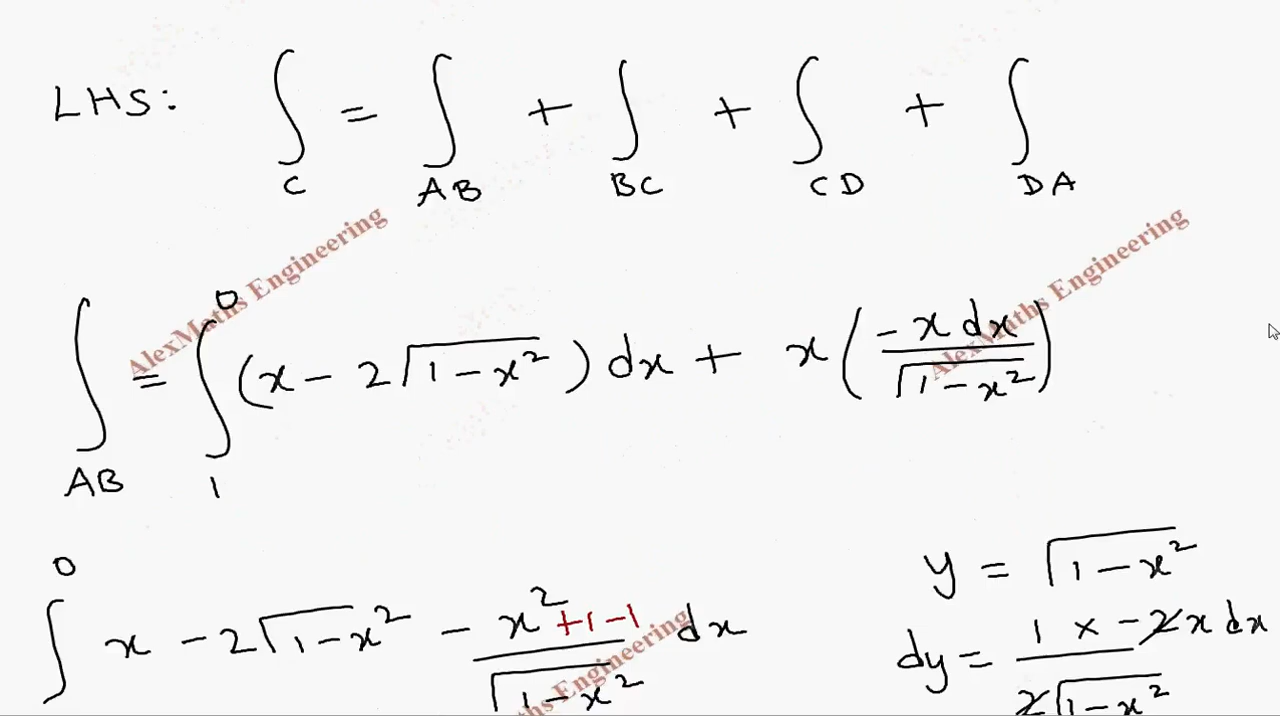 LHS: ∫_C = ∫_AB + ∫_BC + ∫_CD + ∫_DA
AlexMaths Engineering
AlexMaths Engineering
∫_AB = ∫_1^0 (x - 2√(1-x²)) dx + x((-x dx)/√(1-x²))
y = √(1-x²)
∫^0 x - 2√(1-x²) - (x² +1-1)/√(1-x²) dx
dy = (1 × -2x dx)/(2√(1-x²))
Engineering